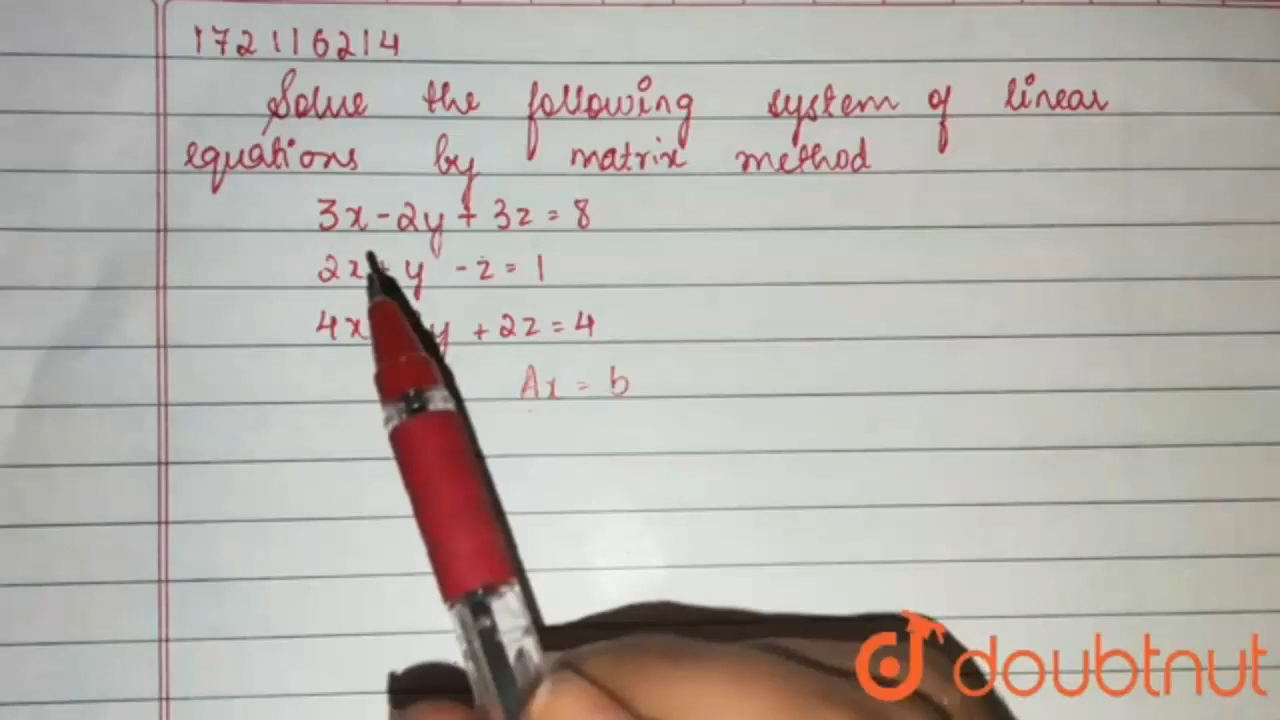 172116214
Solve the following system of linear
equations by matrix method
3x - 2y + 3z = 8
2x + y - z = 1
4x y + 2z = 4
Ax = b
doubtnut